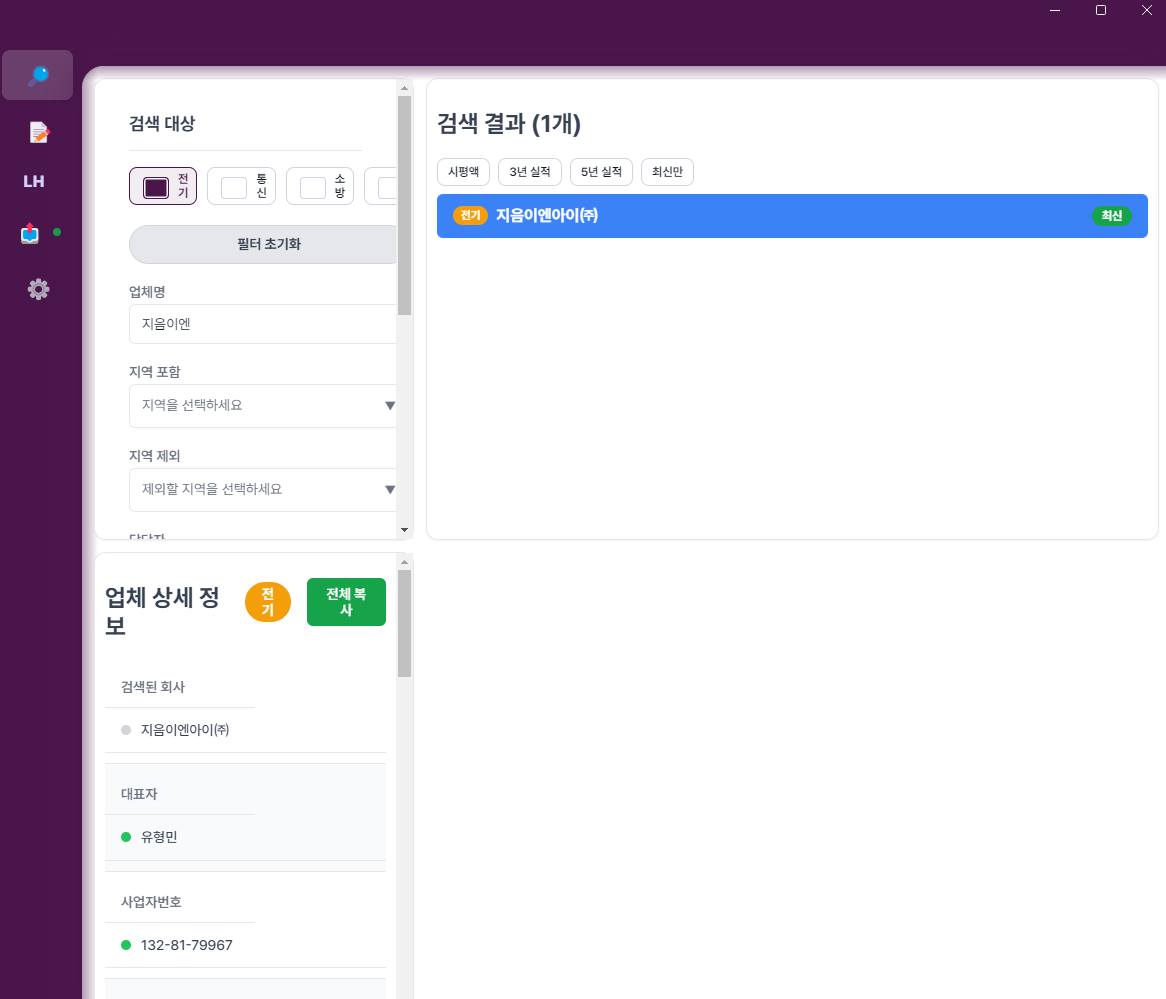 LH
검색 대상
전
기
통
신
소
방
필터 초기화
업체명
지음이엔
지역 포함
지역을 선택하세요
지역 제외
제외할 지역을 선택하세요
검색 결과 (1개)
시평액
3년 실적
5년 실적
최신만
전기
지음이엔아이㈜
최신
업체 상세 정
보
전
기
전체 복
사
검색된 회사
지음이엔아이㈜
대표자
유형민
사업자번호
132-81-79967